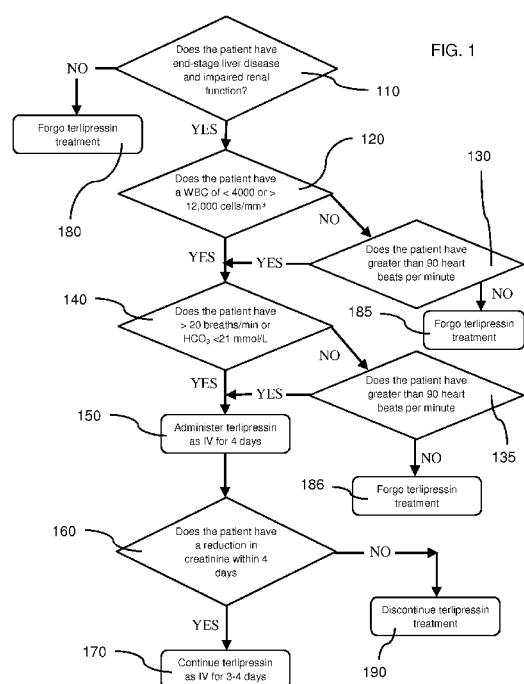 FIG. 1
Does the patient have
end-stage liver disease
and impaired renal
function?
110
NO
YES
Forgo terlipressin
treatment
180
120
Does the patient have
a WBC of < 4000 or >
12,000 cells/mm³
130
NO
YES
YES
Does the patient have
greater than 90 heart
beats per minute
140
NO
Does the patient have
> 20 breaths/min or
HCO₃ <21 mmol/L
185
Forgo terlipressin
treatment
NO
YES
YES
Does the patient have
greater than 90 heart
beats per minute
150
Administer terlipressin
as IV for 4 days
135
NO
186
Forgo terlipressin
treatment
160
Does the patient have
a reduction in
creatinine within 4
days
NO
YES
Discontinue terlipressin
treatment
190
170
Continue terlipressin
as IV for 3-4 days